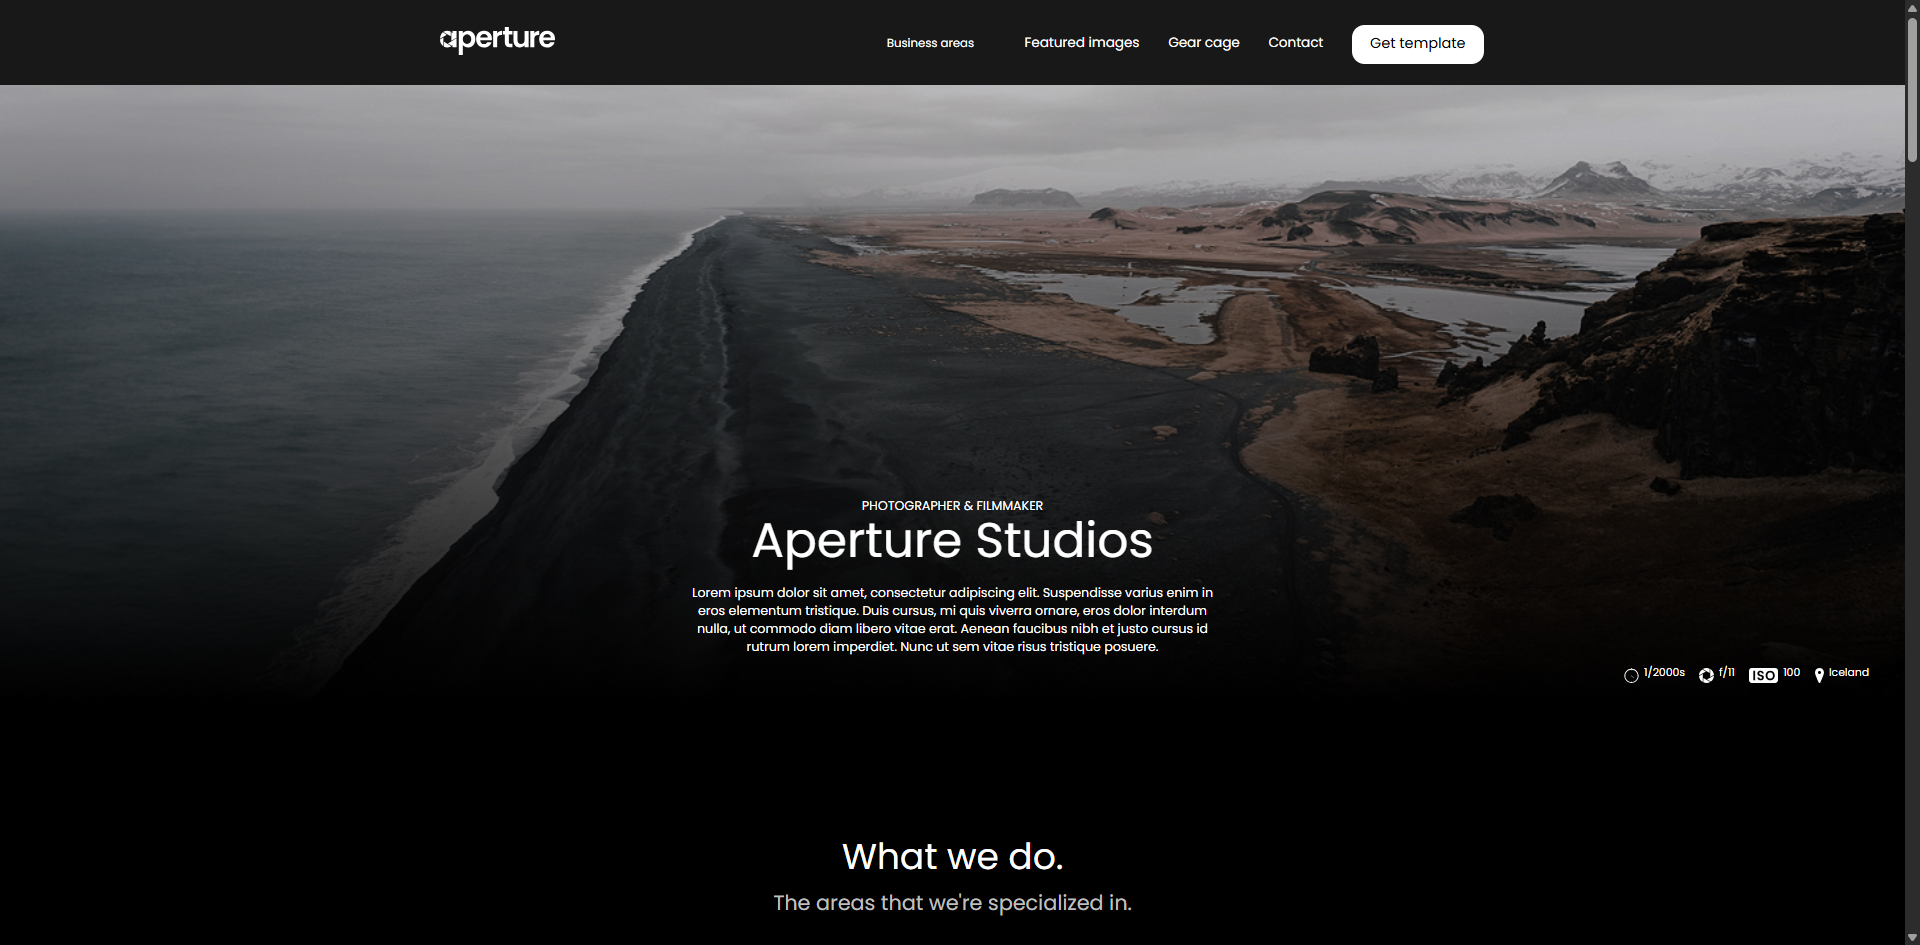 aperture
Business areas
Featured images
Gear cage
Contact
Get template
PHOTOGRAPHER & FILMMAKER
Aperture Studios
Lorem ipsum dolor sit amet, consectetur adipiscing elit. Suspendisse varius enim in
eros elementum tristique. Duis cursus, mi quis viverra ornare, eros dolor interdum
nulla, ut commodo diam libero vitae erat. Aenean faucibus nibh et justo cursus id
rutrum lorem imperdiet. Nunc ut sem vitae risus tristique posuere.
1/2000s
f/11
ISO 100
Iceland
What we do.
The areas that we're specialized in.